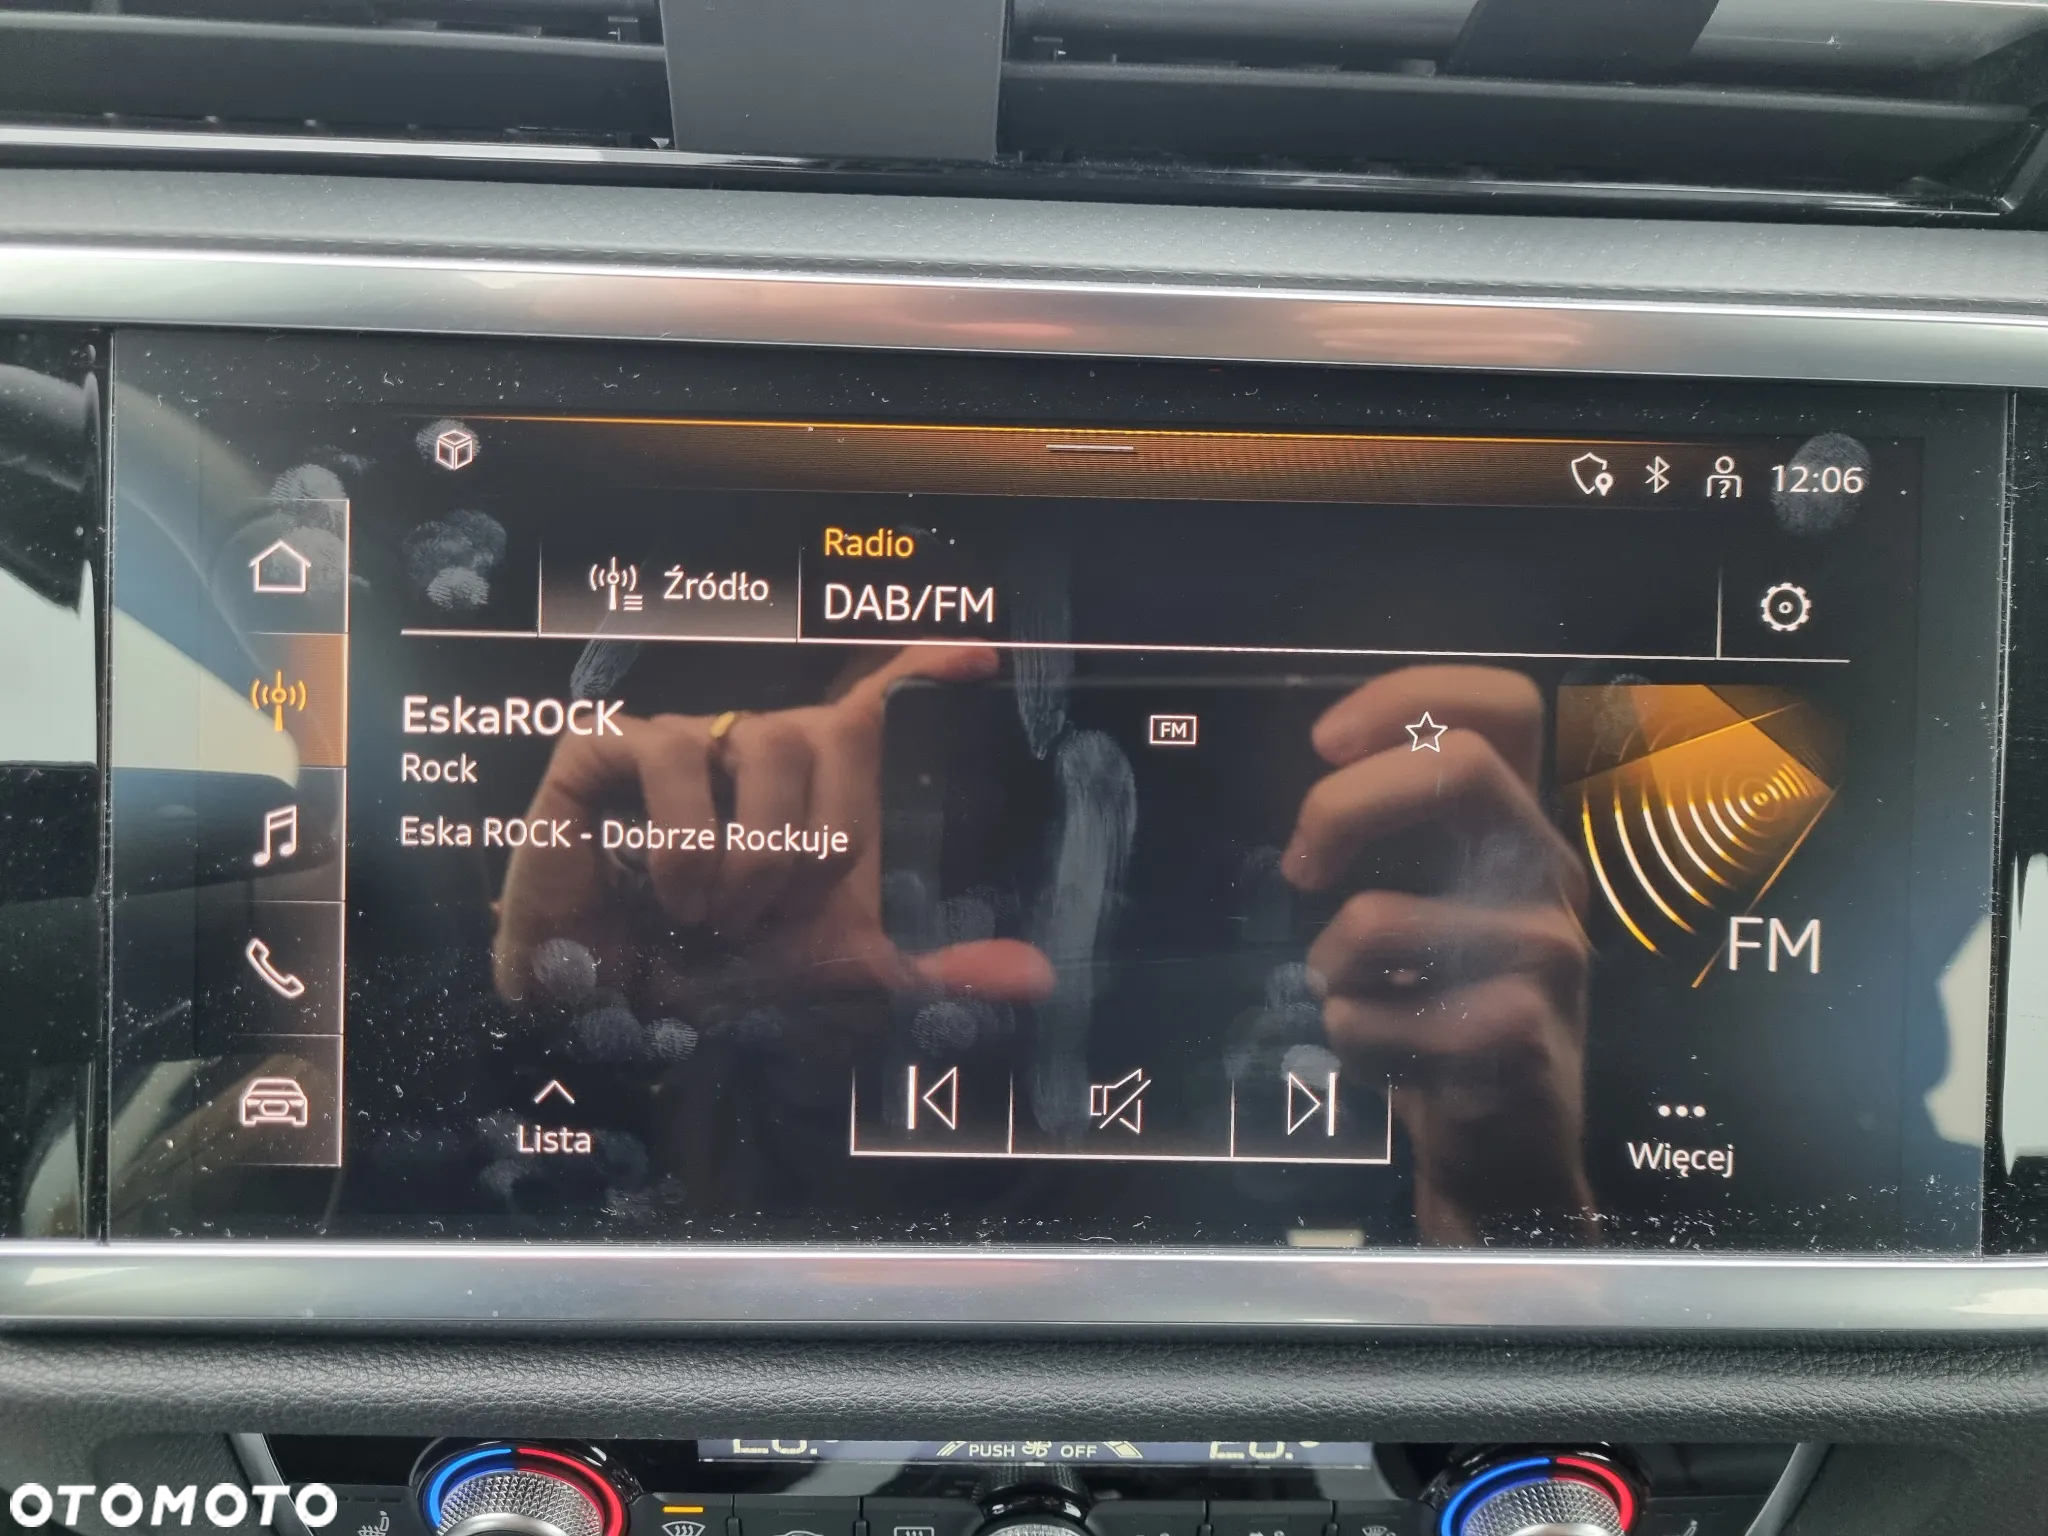 12:06
Radio
Źródło
DAB/FM
EskaROCK
FM
Rock
Eska ROCK - Dobrze Rockuje
FM
Lista
Więcej
PUSH OFF
OTOMOTO